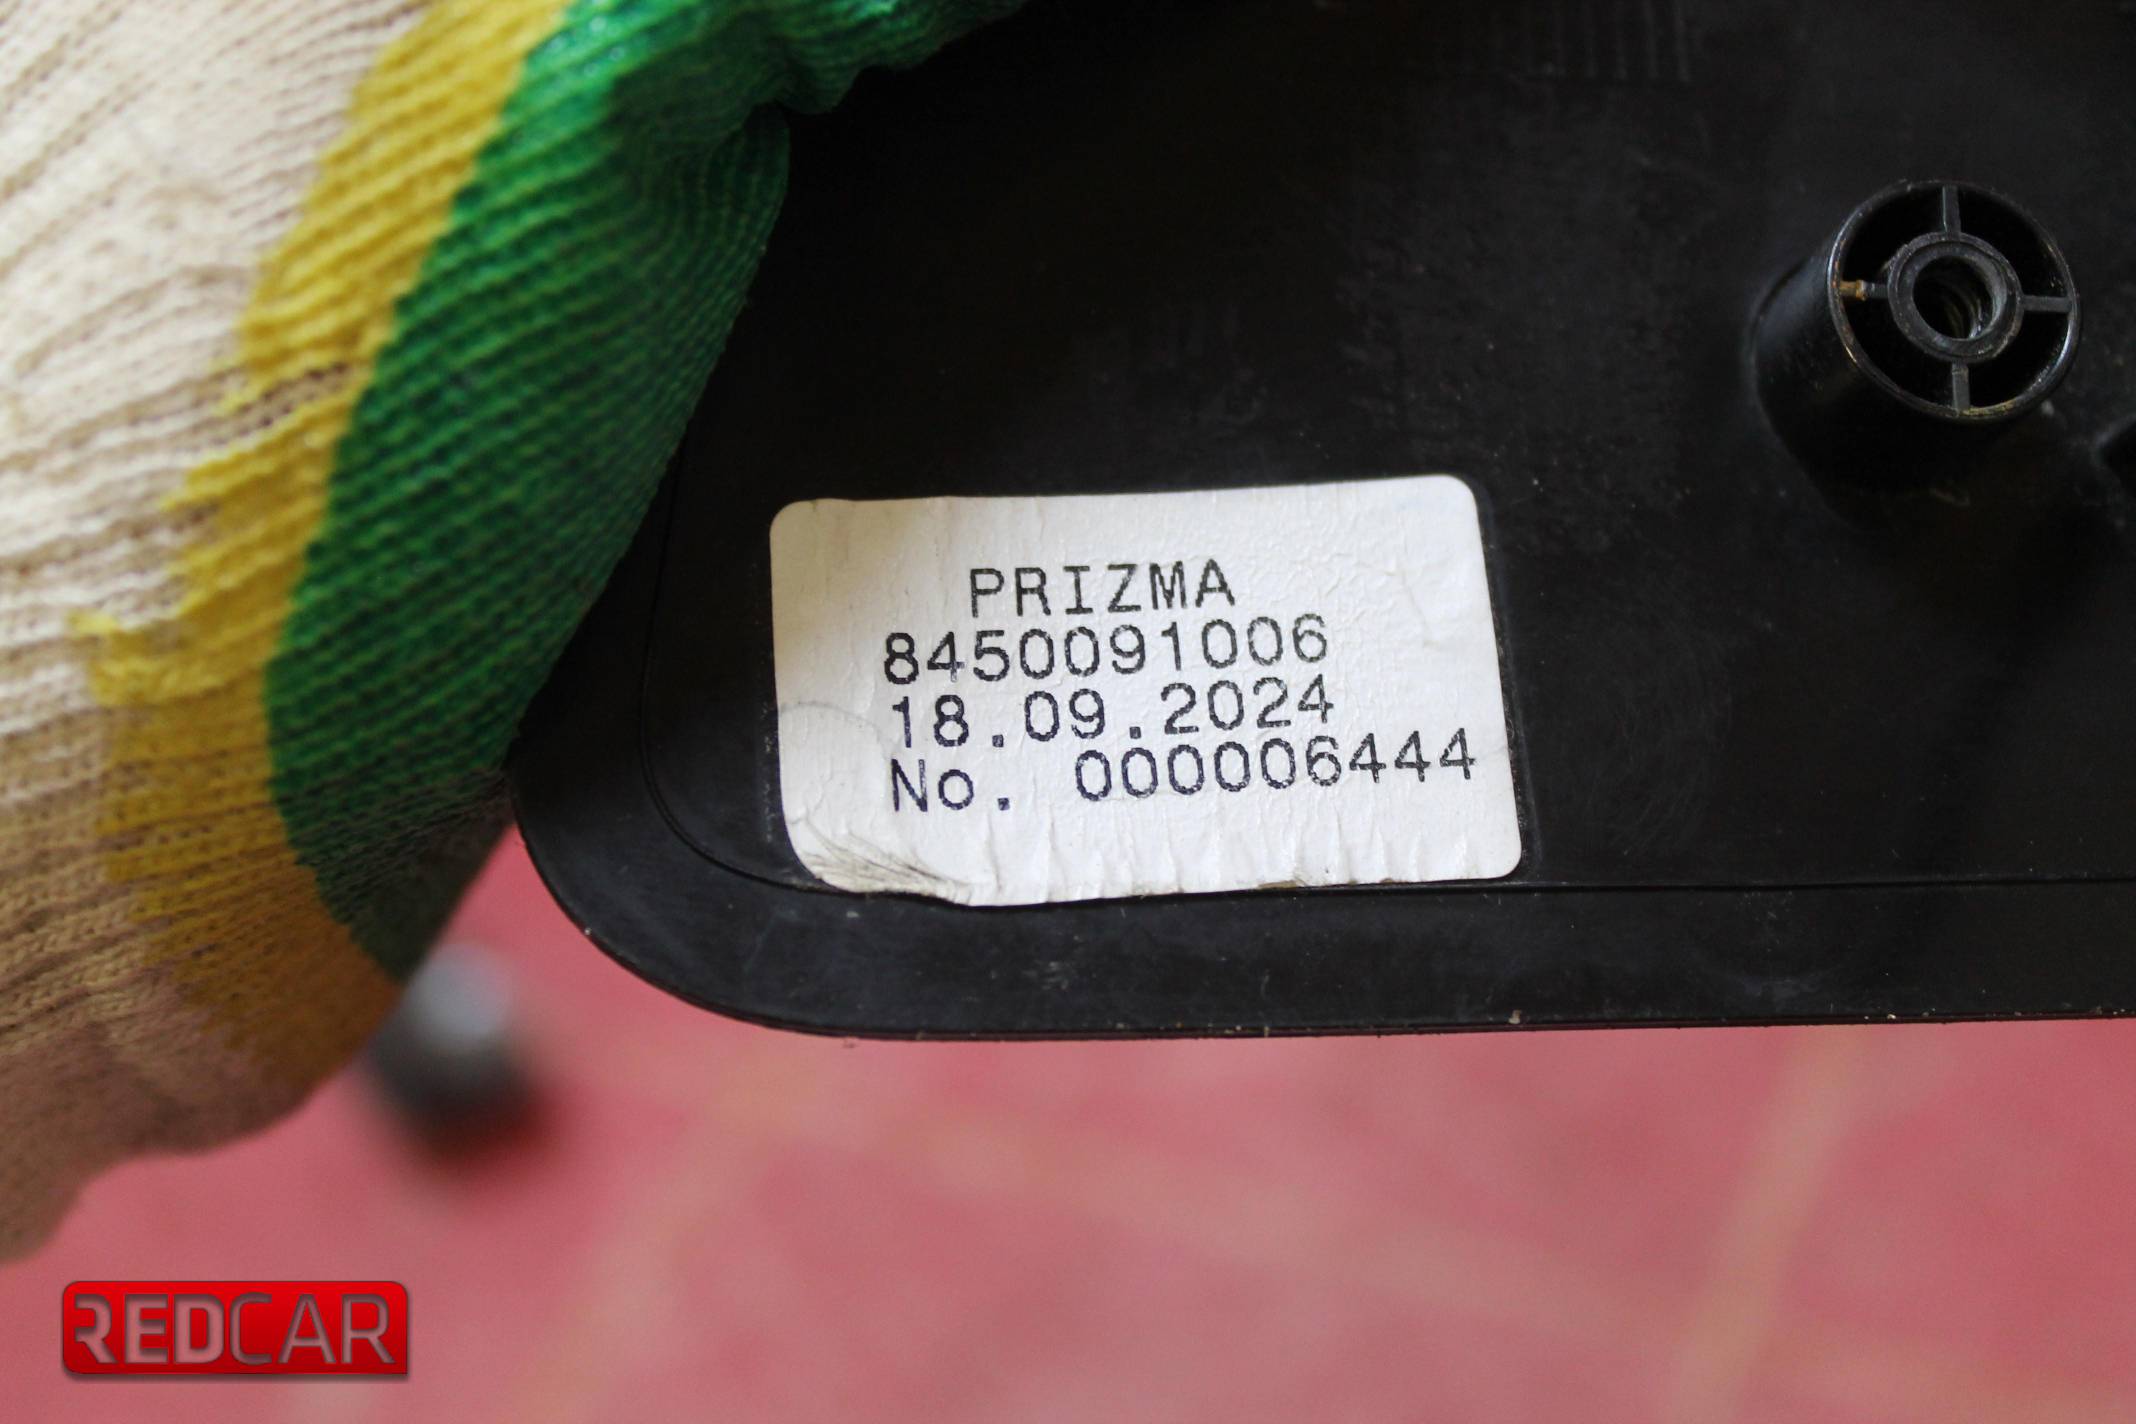 PRIZMA
8450091006
18.09.2024
No. 000006444
REDCAR